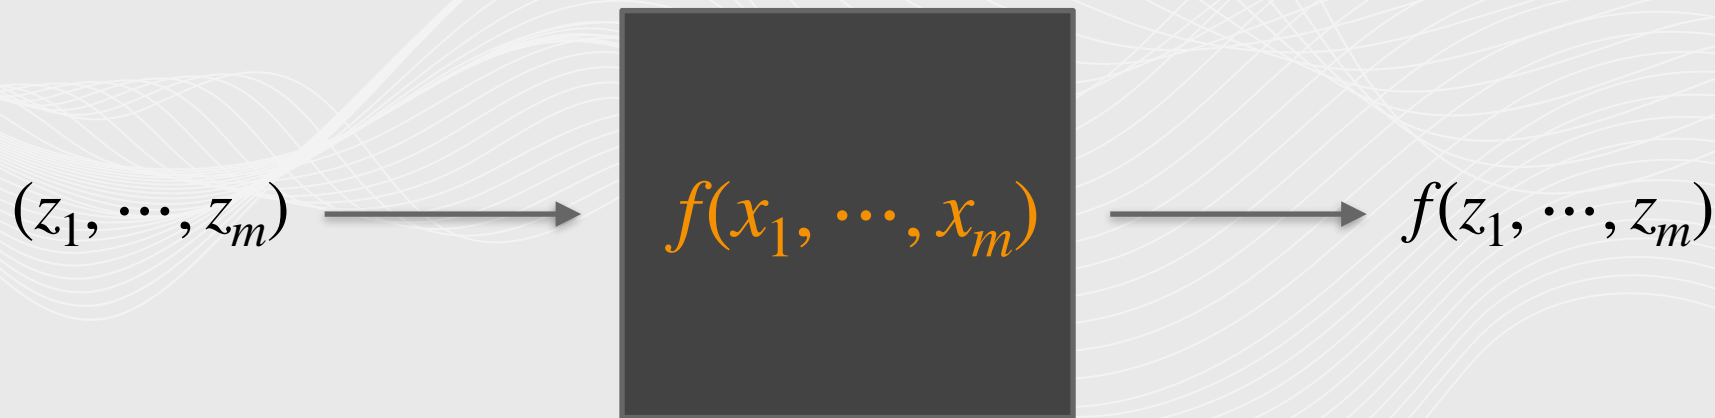 (z₁, ⋯, zₘ)
f(x₁, ⋯, xₘ)
f(z₁, ⋯, zₘ)